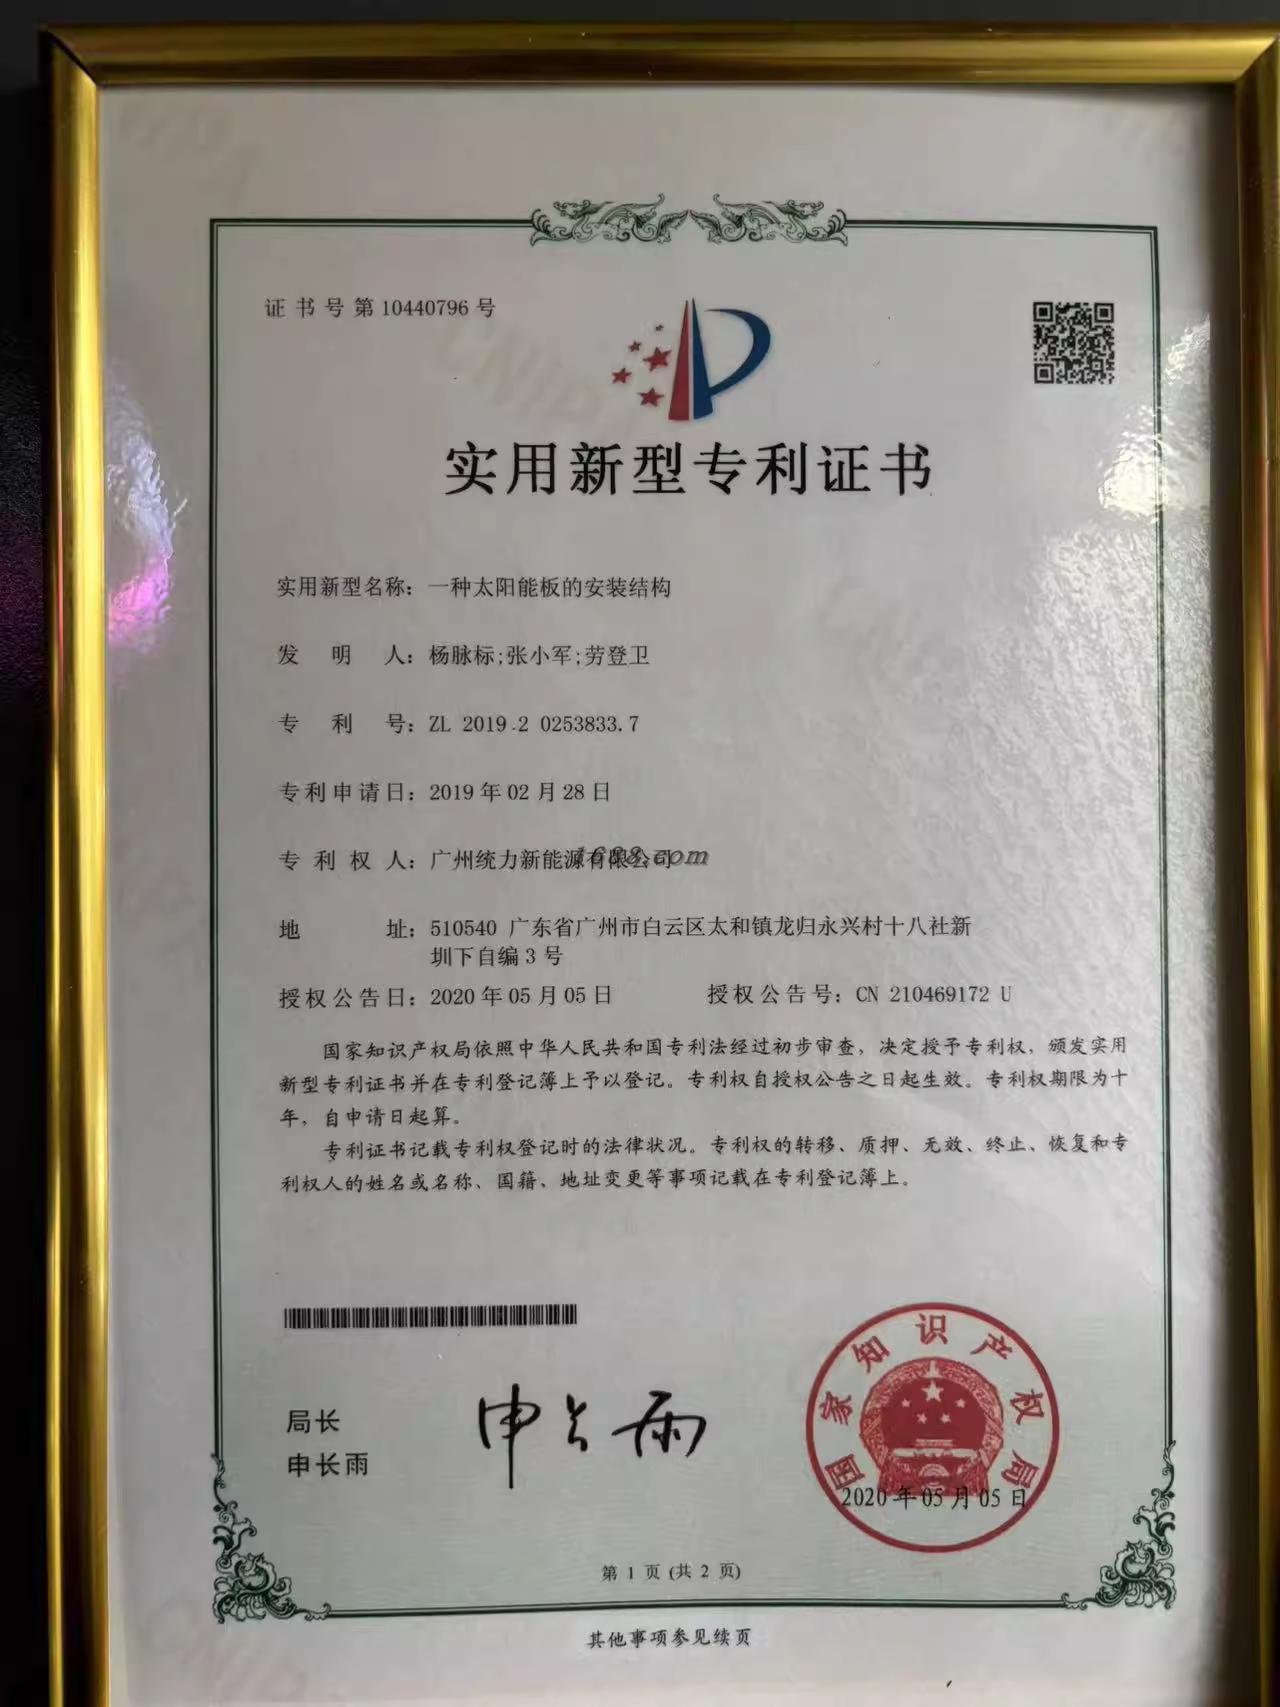 证书号第10440796号
实用新型专利证书
实用新型名称：一种太阳能板的安装结构
发明人：杨脉标;张小军;劳登卫
专利号：ZL 2019 2 0253833.7
专利申请日：2019年02月28日
专利权人：广州统力新能源有限公司
1688.com
地址：510540 广东省广州市白云区太和镇龙归永兴村十八社新
圳下自编3号
授权公告日：2020年05月05日 授权公告号：CN 210469172 U
国家知识产权局依照中华人民共和国专利法经过初步审查，决定授予专利权，颁发实用
新型专利证书并在专利登记簿上予以登记。专利权自授权公告之日起生效。专利权期限为十
年，自申请日起算。
专利证书记载专利权登记时的法律状况。专利权的转移、质押、无效、终止、恢复和专
利权人的姓名或名称、国籍、地址变更等事项记载在专利登记簿上。
局长
申长雨
申长雨
国家知识产权局
2020年05月05日
第 1 页 (共 2 页)
其他事项参见续页
CNIPA